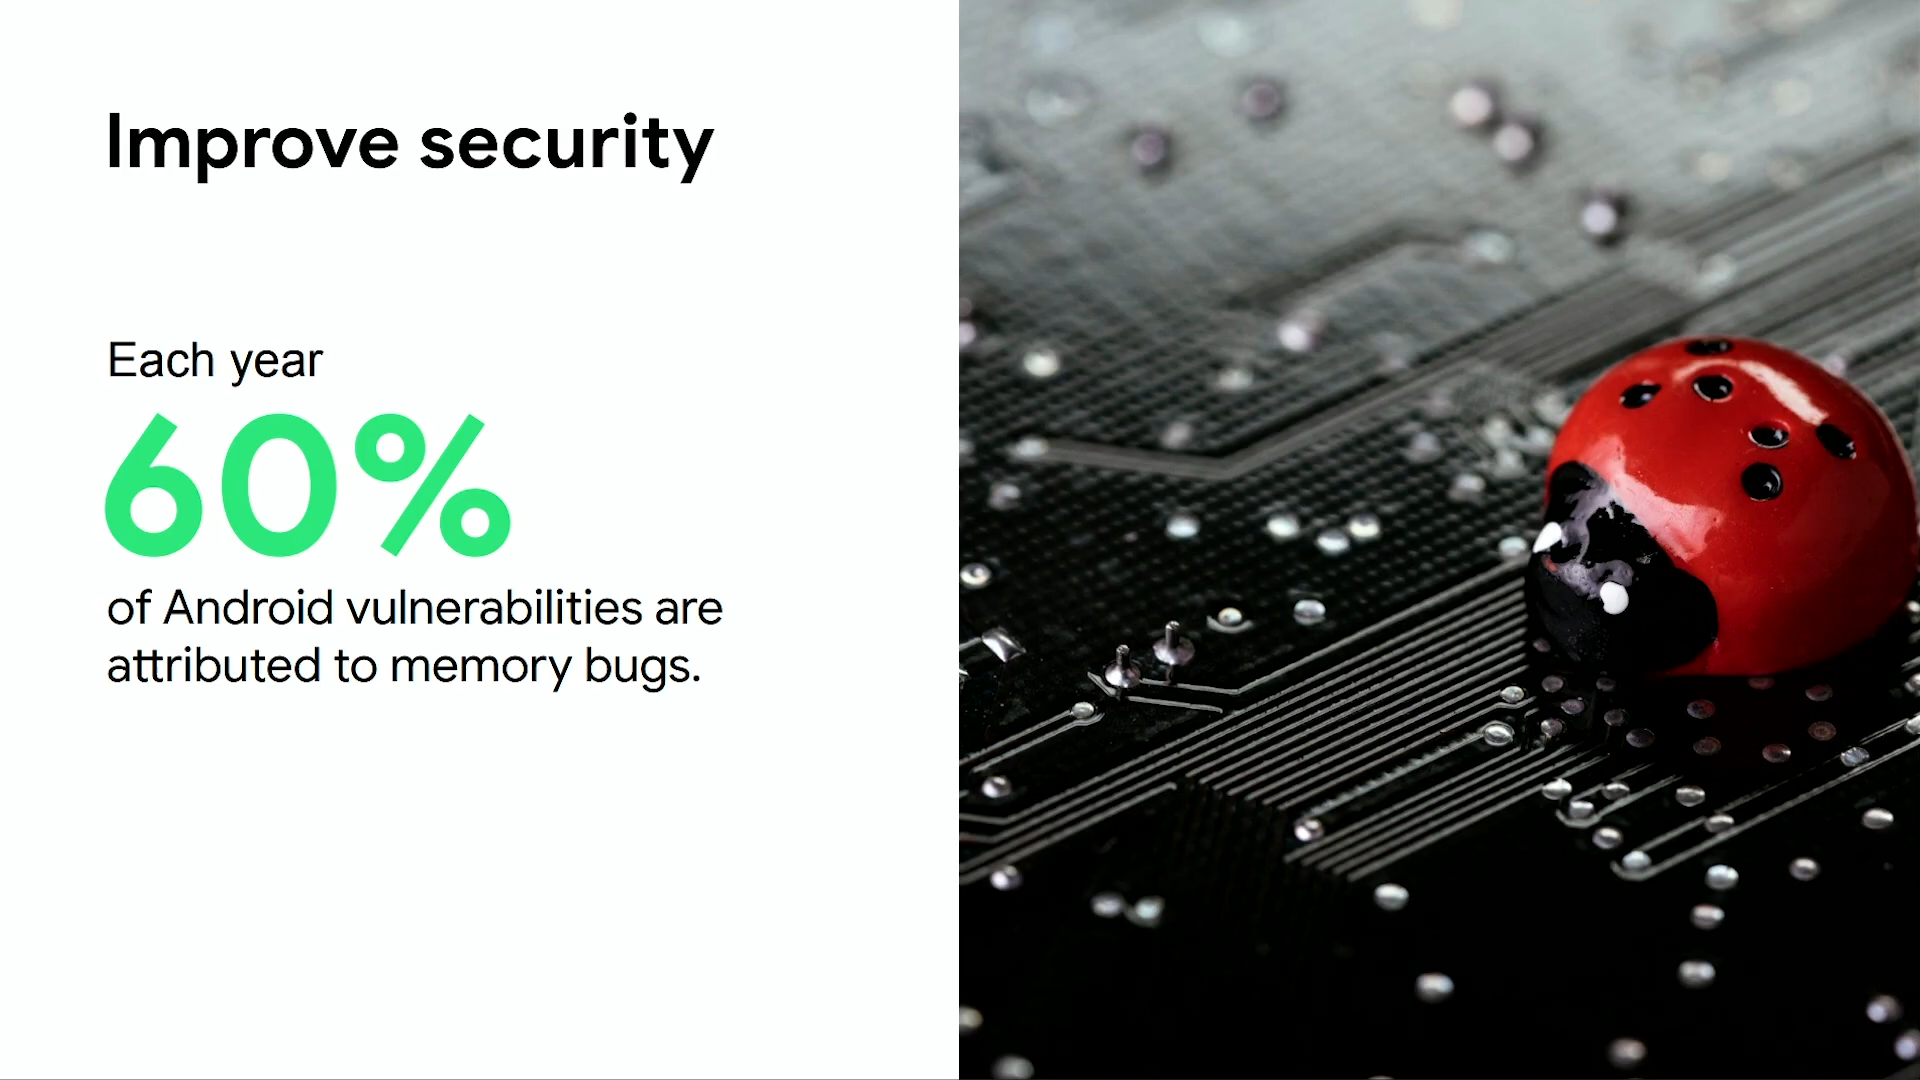 Improve security
Each year
60%
of Android vulnerabilities are
attributed to memory bugs.